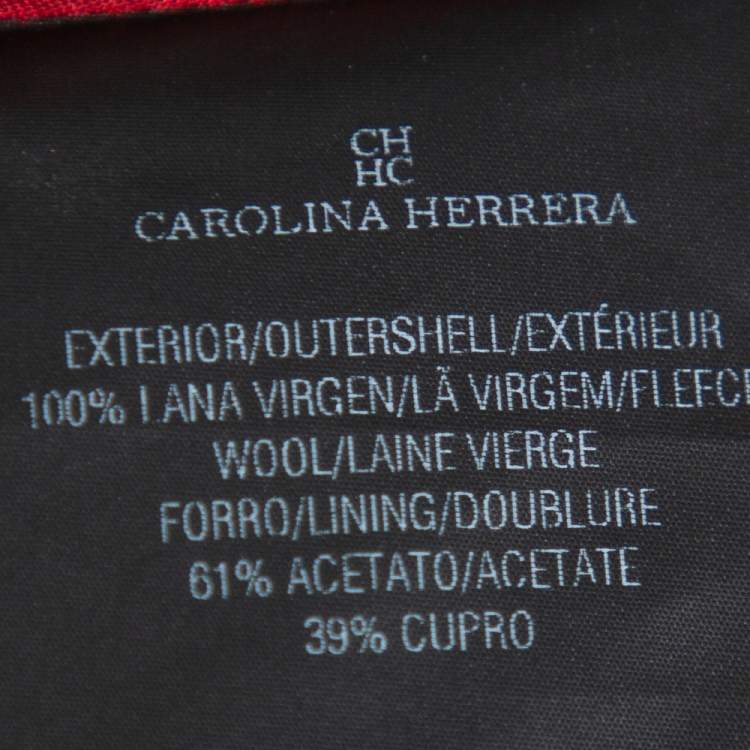 CH
HC
CAROLINA HERRERA
EXTERIOR/OUTERSHELL/EXTÉRIEUR
100% LANA VIRGEN/LÃ VIRGEM/FLEECE
WOOL/LAINE VIERGE
FORRO/LINING/DOUBLURE
61% ACETATO/ACETATE
39% CUPRO